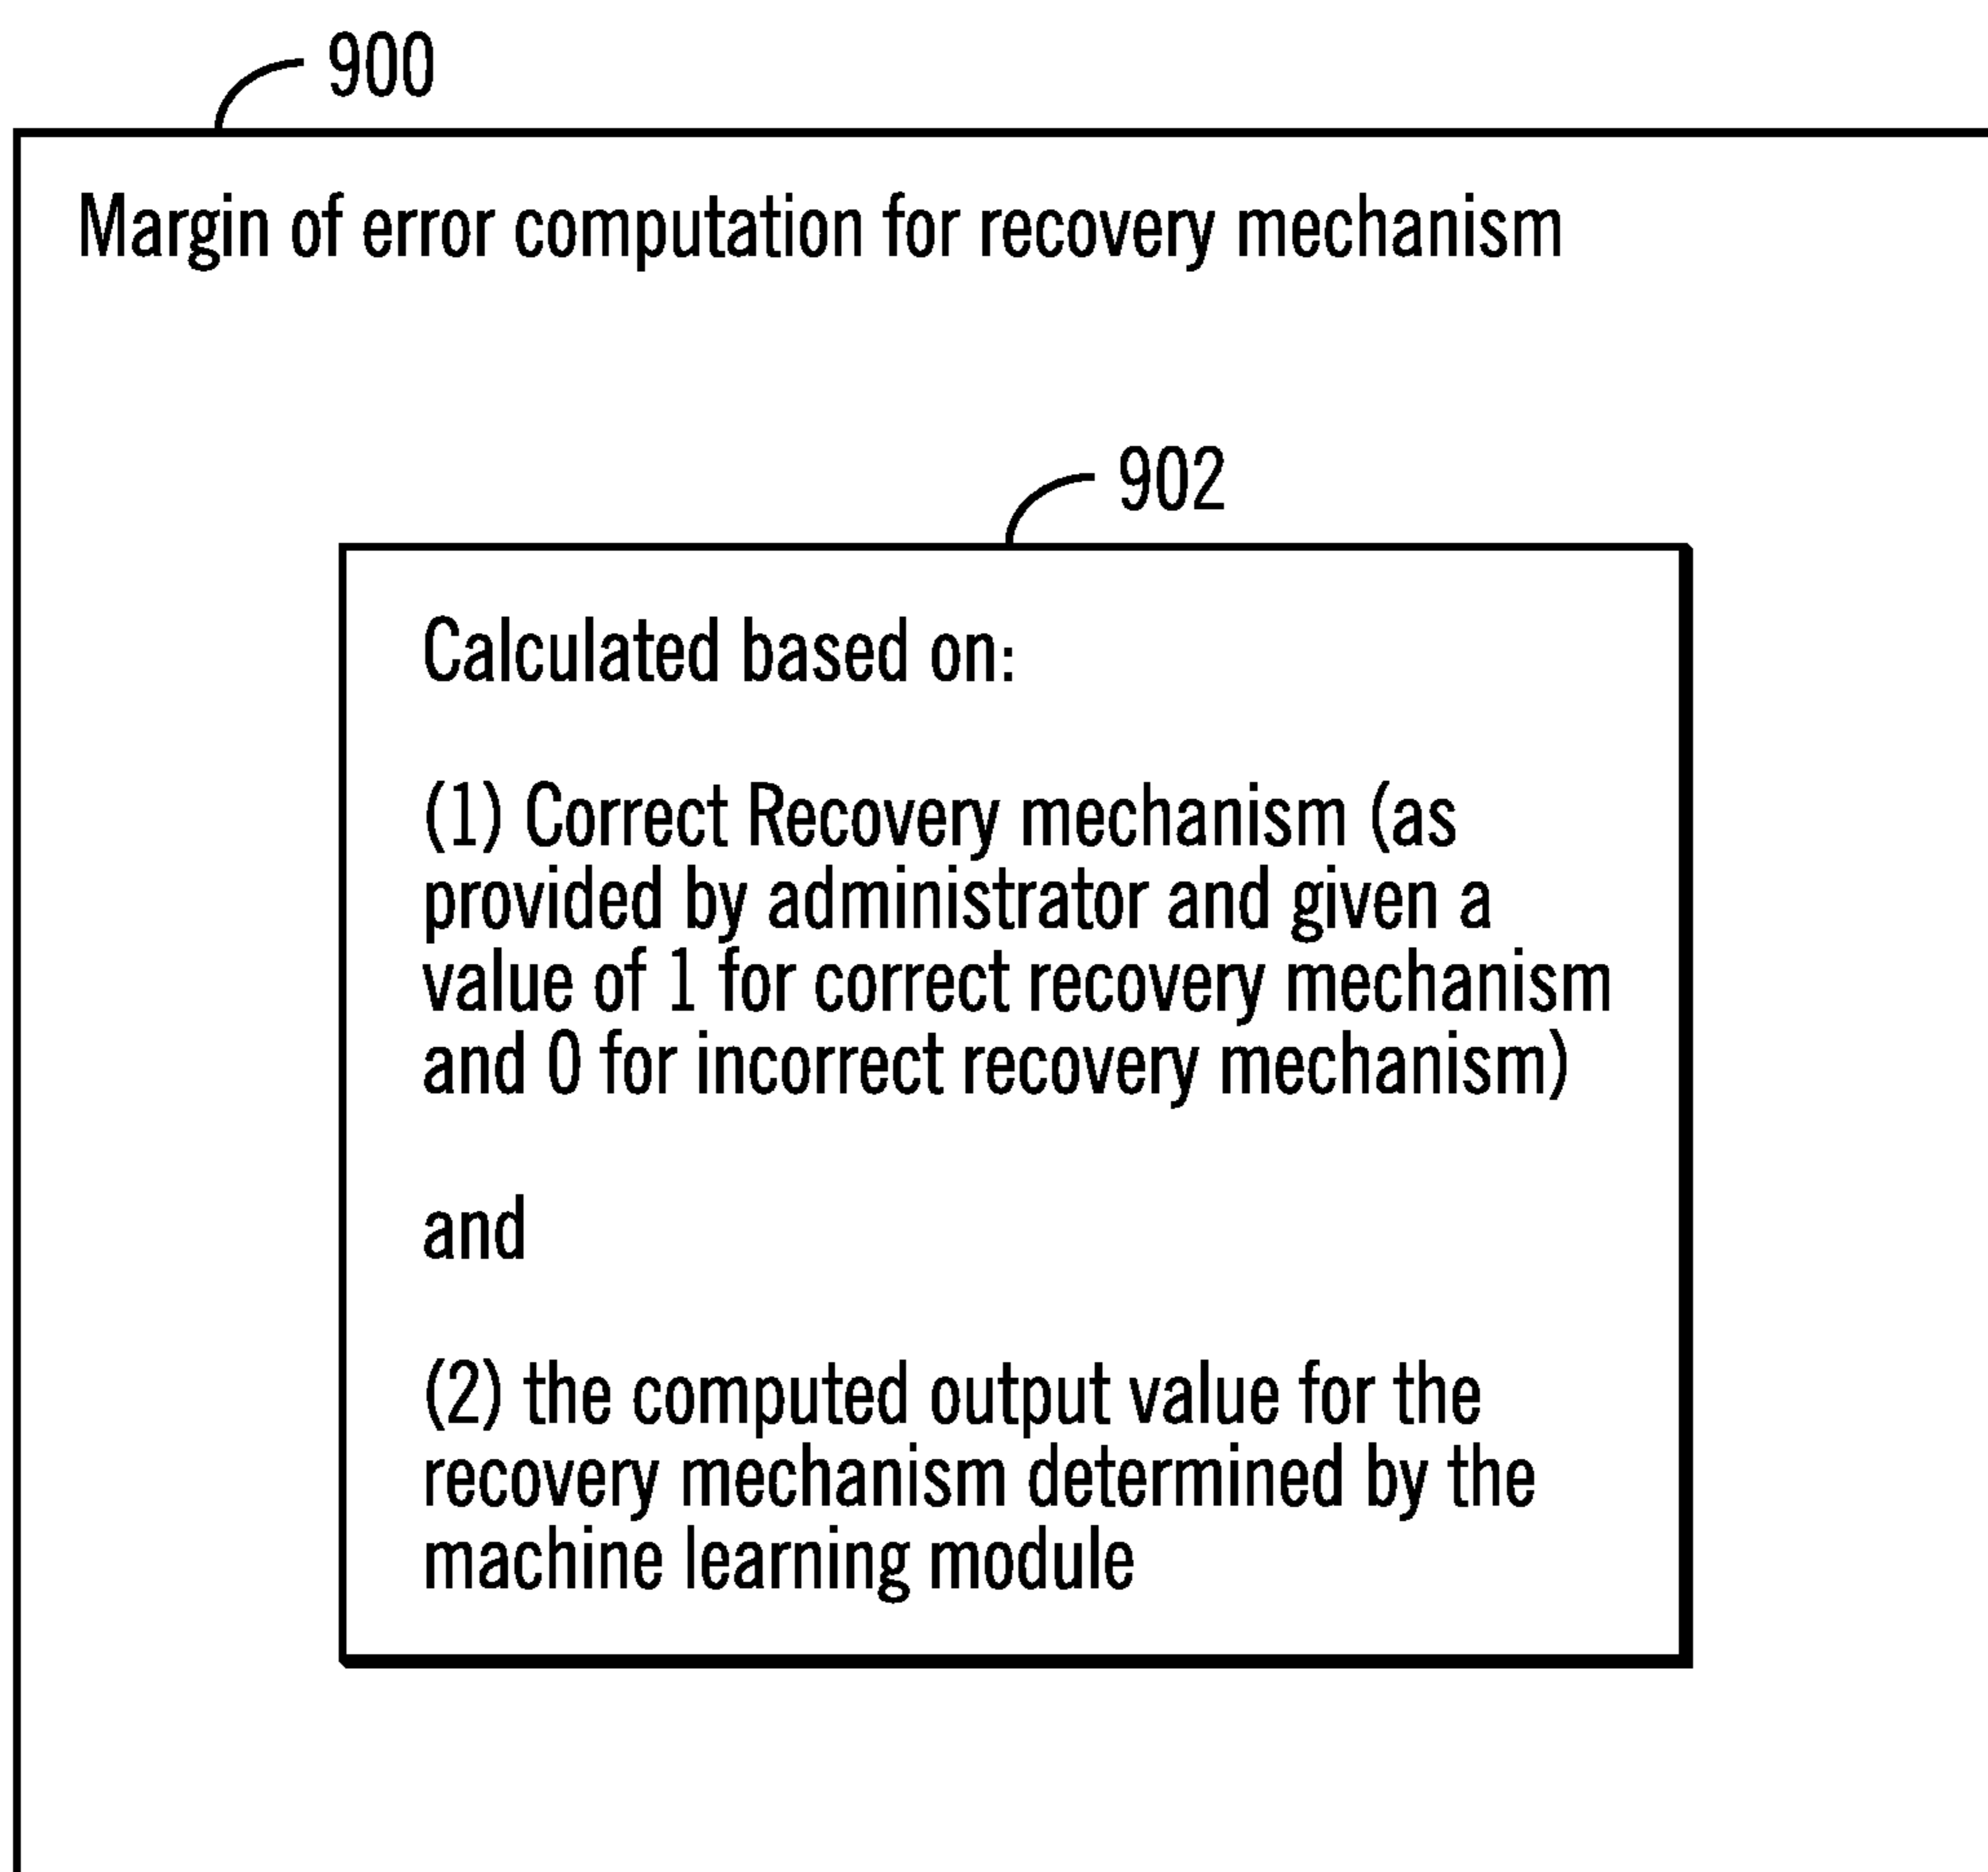 900
Margin of error computation for recovery mechanism
902
Calculated based on:
(1) Correct Recovery mechanism (as
provided by administrator and given a
value of 1 for correct recovery mechanism
and 0 for incorrect recovery mechanism)
and
(2) the computed output value for the
recovery mechanism determined by the
machine learning module